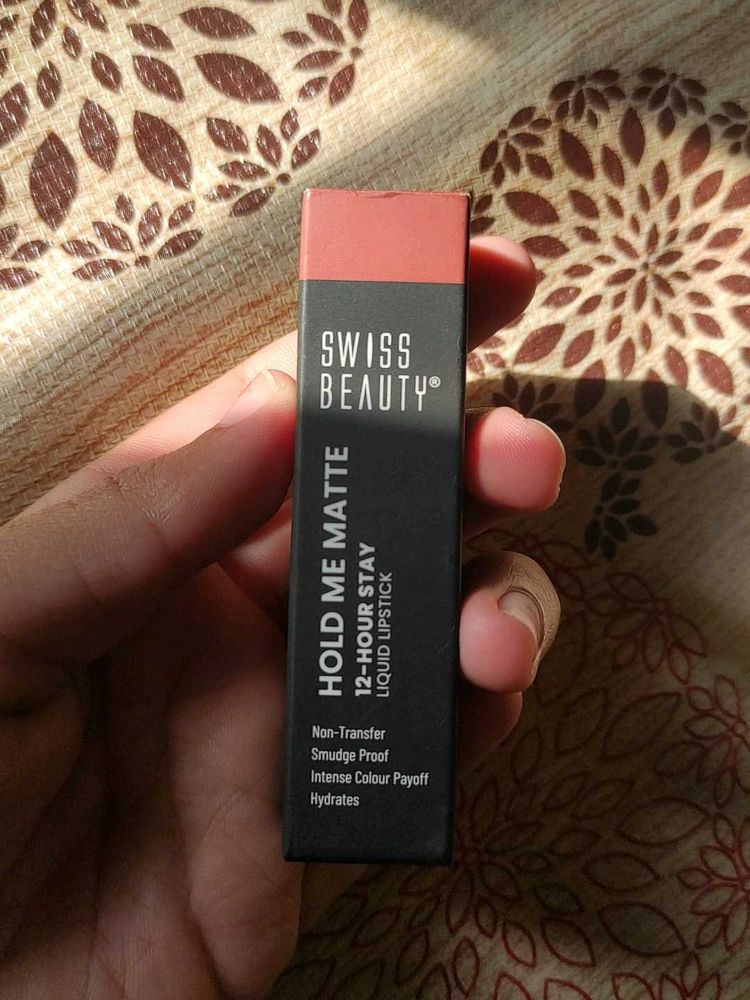 SWISS
BEAUTY®
HOLD ME MATTE
12-HOUR STAY
LIQUID LIPSTICK
Non-Transfer
Smudge Proof
Intense Colour Payoff
Hydrates